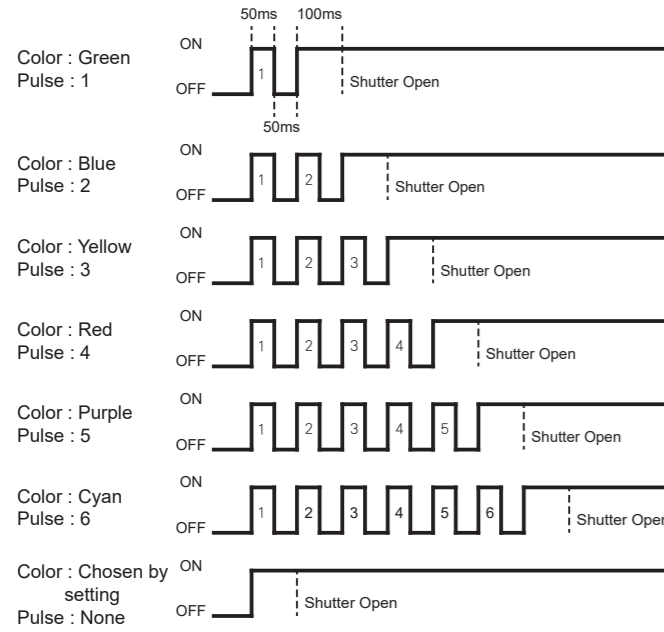 50ms 100ms
Color : Green
Pulse : 1
ON
OFF
1
Shutter Open
50ms
Color : Blue
Pulse : 2
ON
OFF
1 2
Shutter Open
Color : Yellow
Pulse : 3
ON
OFF
1 2 3
Shutter Open
Color : Red
Pulse : 4
ON
OFF
1 2 3 4
Shutter Open
Color : Purple
Pulse : 5
ON
OFF
1 2 3 4 5
Shutter Open
Color : Cyan
Pulse : 6
ON
OFF
1 2 3 4 5 6
Shutter Open
Color : Chosen by
setting
Pulse : None
ON
OFF
Shutter Open